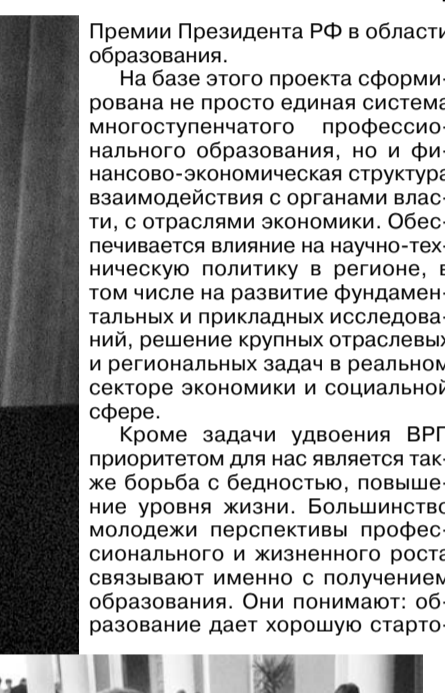 Премии Президента РФ в области
образования.
На базе этого проекта сформи-
рована не просто единая система
многоступенчатого профессио-
нального образования, но и фи-
нансово-экономическая структура
взаимодействия с органами влас-
ти, с отраслями экономики. Обес-
печивается влияние на научно-тех-
ническую политику в регионе, в
том числе на развитие фундамен-
тальных и прикладных исследова-
ний, решение крупных отраслевых
и региональных задач в реальном
секторе экономики и социальной
сфере.
Кроме задачи удвоения ВРП
приоритетом для нас является так-
же борьба с бедностью, повыше-
ние уровня жизни. Большинство
молодежи перспективы профес-
сионального и жизненного роста
связывают именно с получением
образования. Они понимают: об-
разование дает хорошую старто-